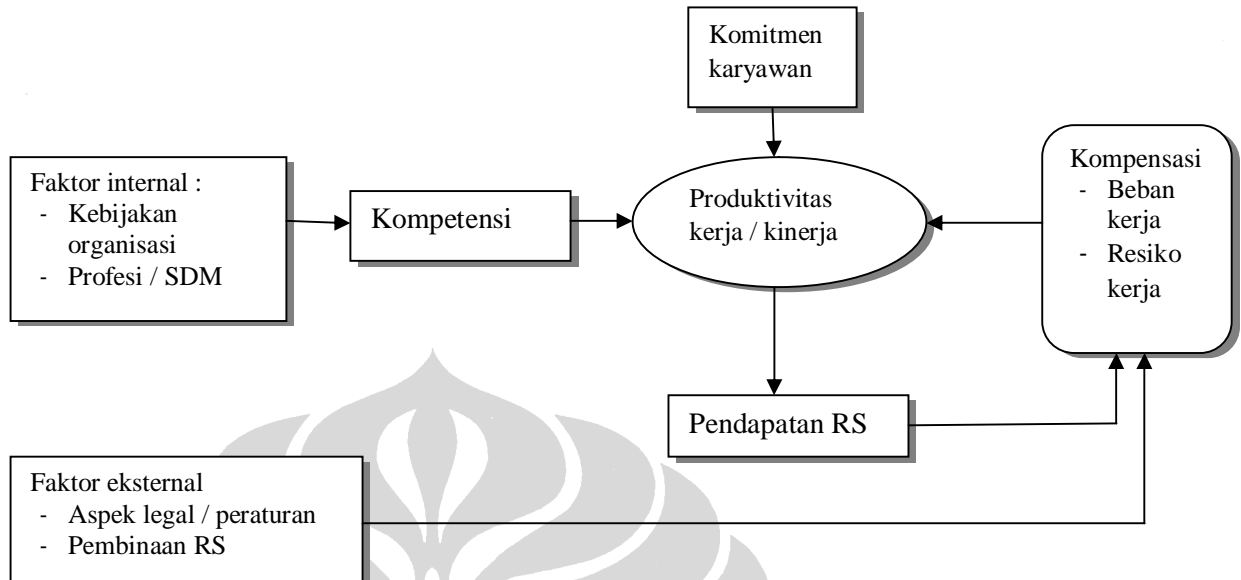 Komitmen
karyawan
Faktor internal :
- Kebijakan
organisasi
- Profesi / SDM
Kompetensi
Produktivitas
kerja / kinerja
Kompensasi
- Beban
kerja
- Resiko
kerja
Pendapatan RS
Faktor eksternal
- Aspek legal / peraturan
- Pembinaan RS